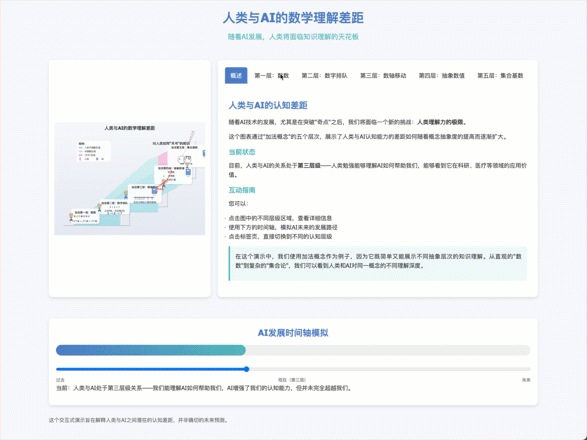 人类与AI的数学理解差距
随着AI发展，人类将面临知识理解的天花板
人类与AI的数学理解差距
概述
第一层：数数
第二层：数字排队
第三层：数轴移动
第四层：抽象数值
第五层：集合基数
人类与AI的认知差距
随着AI技术的发展，尤其是在突破"奇点"之后，我们将面临一个新的挑战：人类理解力的极限。
这个图表通过"加法概念"的五个层次，展示了人类与AI认知能力的差距如何随着概念抽象度的提高而逐渐扩大。
当前状态
目前，人类与AI的关系处于第三层级——人类勉强能够理解AI如何帮助我们，能够看到它在科研、医疗等领域的应用价
值。
互动指南
您可以：
· 点击图中的不同层级区域，查看详细信息
· 使用下方的时间轴，模拟AI未来的发展路径
· 点击标签页，直接切换到不同的认知层级
在这个演示中，我们使用加法概念作为例子，因为它既简单又能展示不同抽象层次的知识理解。从直观的"数
数"到复杂的"集合论"，我们可以看到人类和AI对同一概念的不同理解深度。
AI发展时间轴模拟
过去
现在（第三层）
未来
当前：人类与AI处于第三层级关系——我们能理解AI如何帮助我们，AI增强了我们的认知能力，但并未完全超越我们。
这个交互式演示旨在解释人类与AI之间潜在的认知差距，并非确切的未来预测。